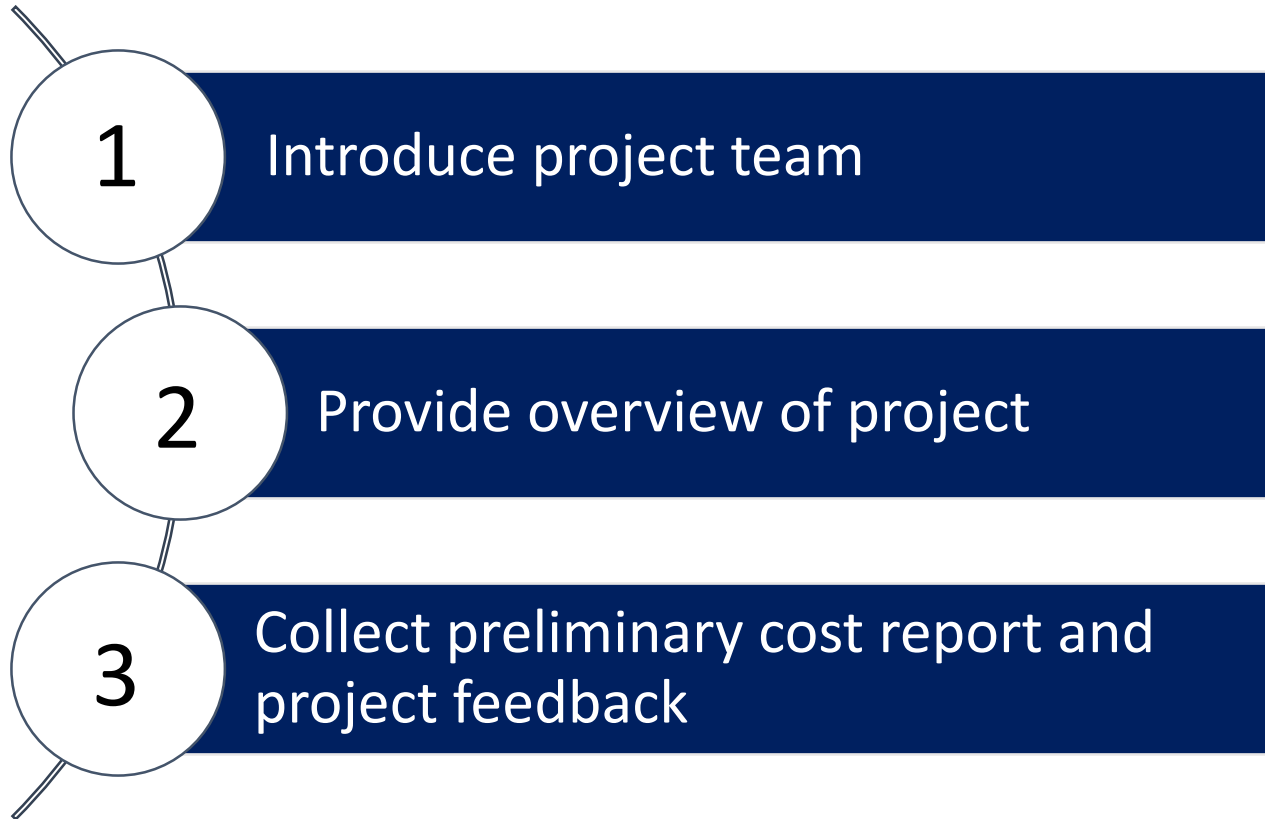 1
Introduce project team
2
Provide overview of project
3
Collect preliminary cost report and
project feedback